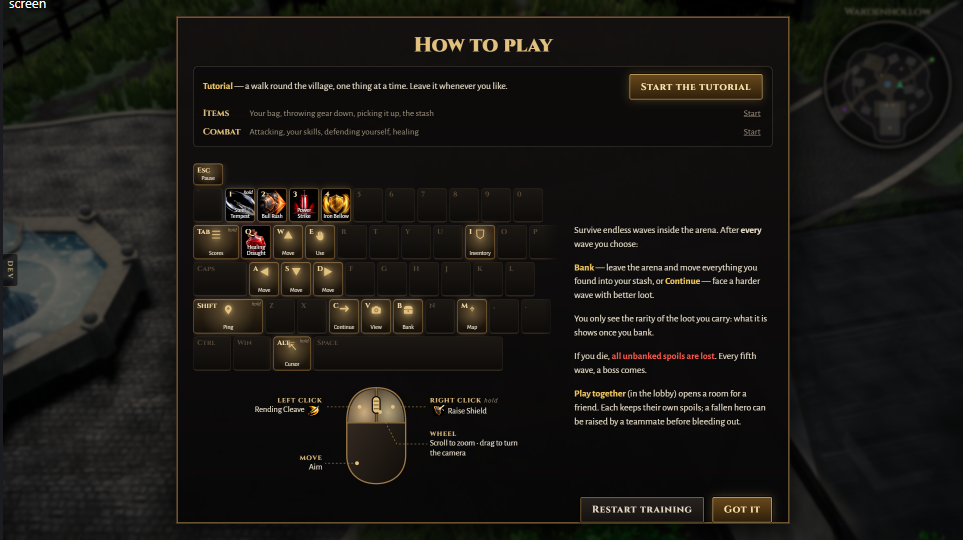 screen
WARDENHOLLOW
HOW TO PLAY
Tutorial — a walk round the village, one thing at a time. Leave it whenever you like.
START THE TUTORIAL
ITEMS Your bag, throwing gear down, picking it up, the stash Start
COMBAT Attacking, your skills, defending yourself, healing Start
ESC
Pause
1 hold 2 3 4 5 6 7 8 9 0
Steel Tempest Bull Rush Power Strike Iron Bellow
TAB hold Q W E R T Y U I O P
Scores Healing Draught Move Use Inventory
CAPS A S D F G H J K L
Move Move Move
SHIFT Z X C V B N M , .
Ping Continue View Bank Map
CTRL WIN ALT hold SPACE
Cursor
DEV
Survive endless waves inside the arena. After every
wave you choose:
Bank — leave the arena and move everything you
found into your stash, or Continue — face a harder
wave with better loot.
You only see the rarity of the loot you carry: what it is
shows once you bank.
If you die, all unbanked spoils are lost. Every fifth
wave, a boss comes.
Play together (in the lobby) opens a room for a
friend. Each keeps their own spoils; a fallen hero can
be raised by a teammate before bleeding out.
LEFT CLICK
Rending Cleave
RIGHT CLICK hold
Raise Shield
WHEEL
Scroll to zoom · drag to turn
the camera
MOVE
Aim
RESTART TRAINING
GOT IT